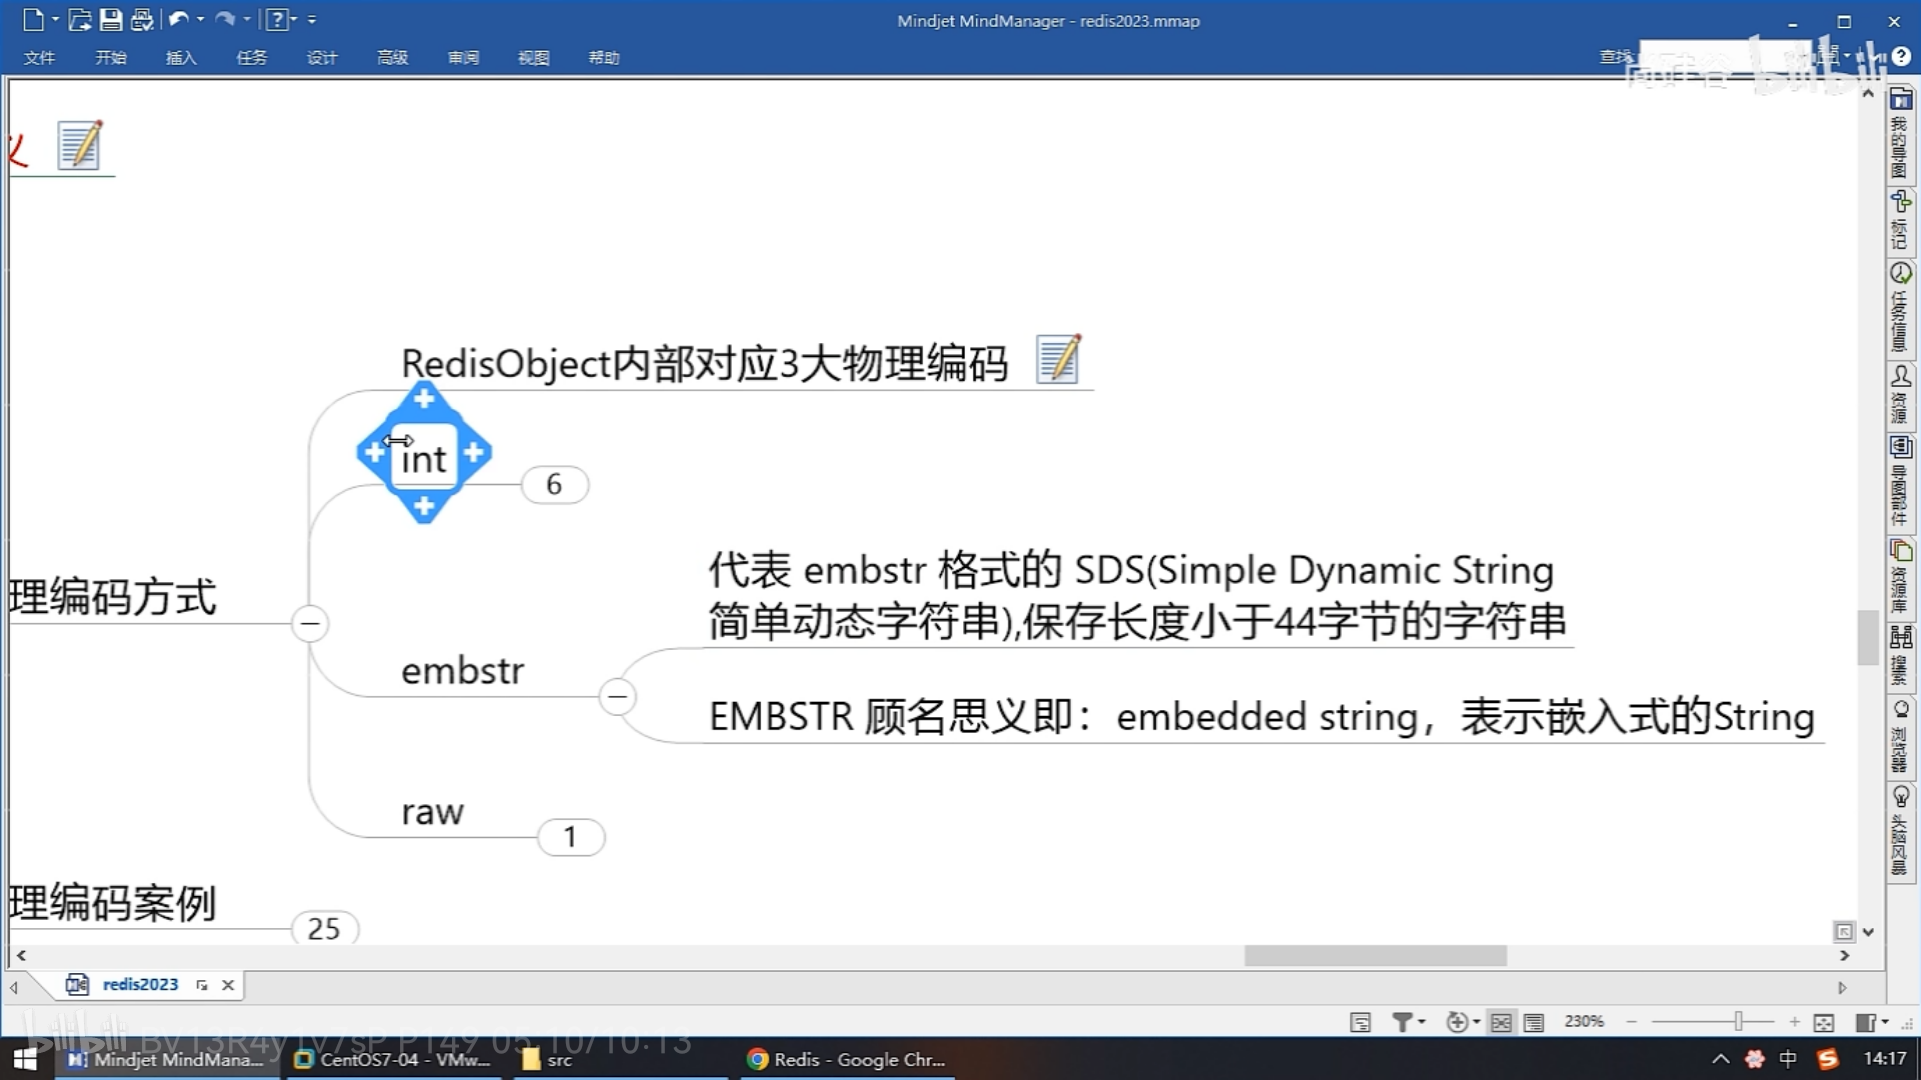 Mindjet MindManager - redis2023.mmap
文件 开始 插入 任务 设计 高级 审阅 视图 帮助
查找
bilibili
我的导图
标记
任务信息
资源
导图部件
资源库
搜索
浏览器
头脑风暴
义
RedisObject内部对应3大物理编码
int
6
代表 embstr 格式的 SDS(Simple Dynamic String
简单动态字符串),保存长度小于44字节的字符串
理编码方式
embstr
EMBSTR 顾名思义即：embedded string，表示嵌入式的String
raw
1
理编码案例
25
redis2023
230%
bilibili P149 05:10/10:13
Mindjet MindMana...
CentOS7-04 - VMw...
src
Redis - Google Chr...
中
14:17